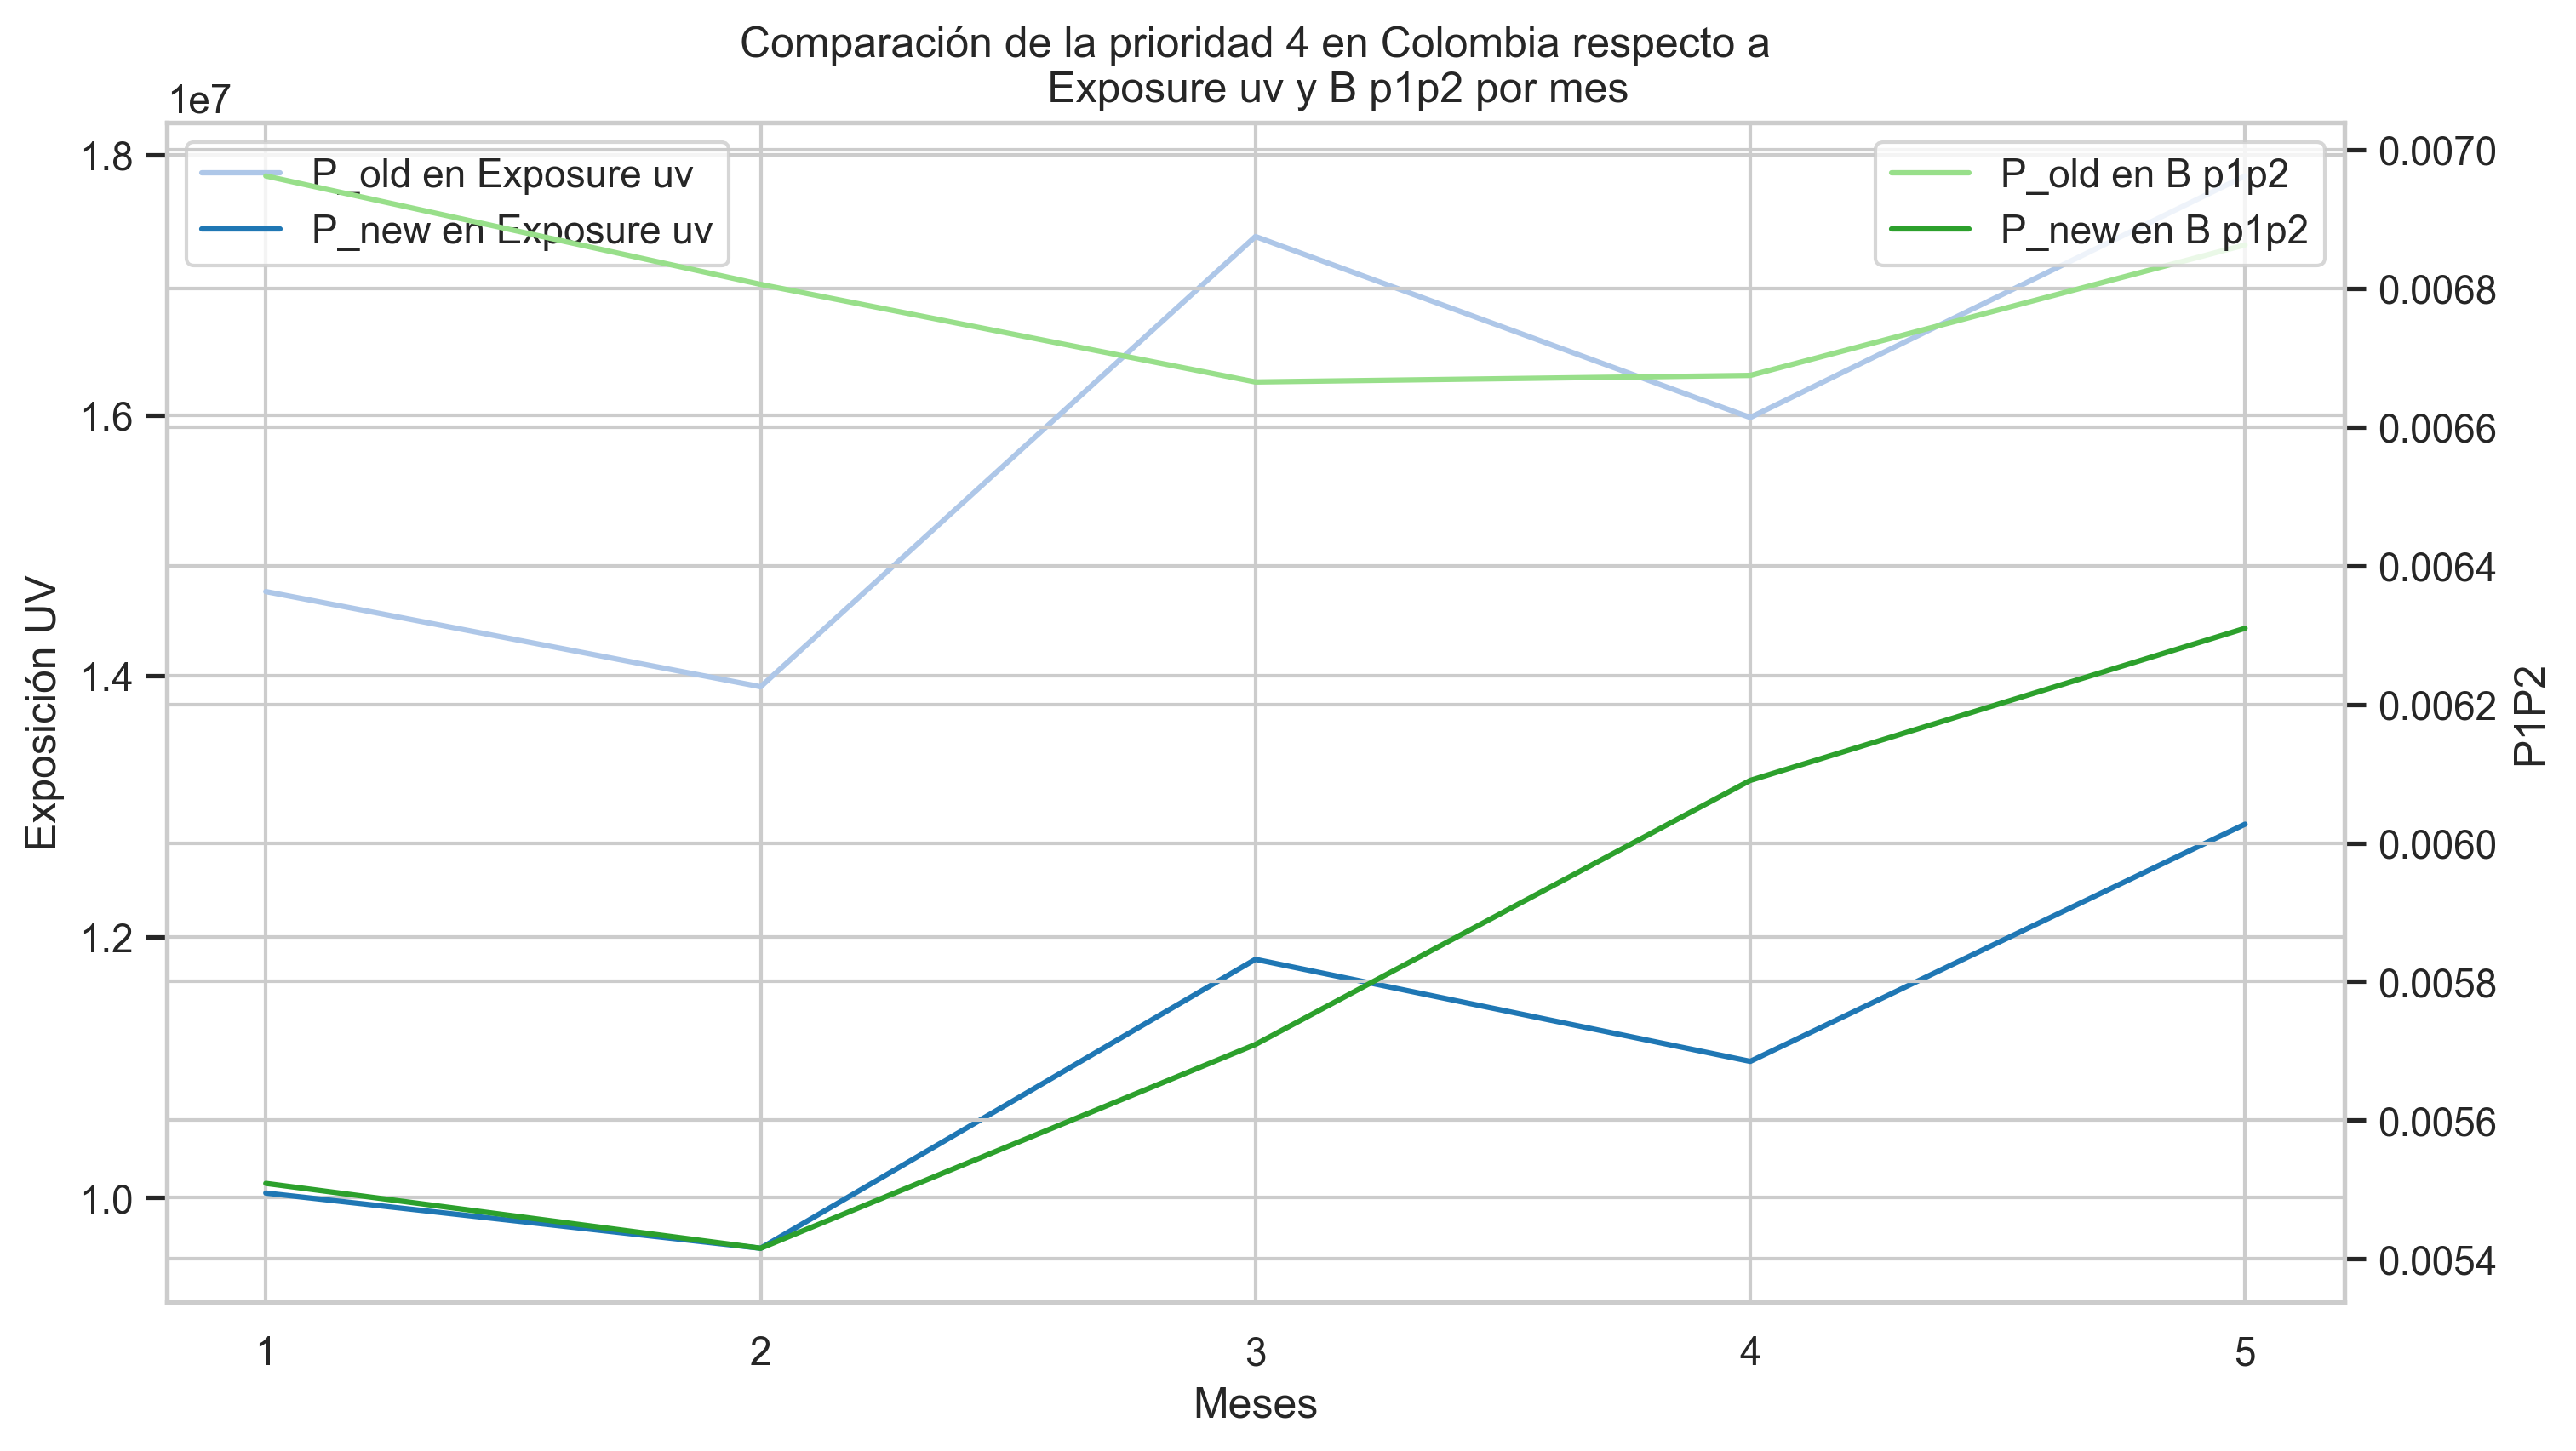 Comparación de la prioridad 4 en Colombia respecto a
Exposure uv y B p1p2 por mes
1e7
P_old en Exposure uv
P_new en Exposure uv
P_old en B p1p2
P_new en B p1p2
1.8
1.6
1.4
1.2
1.0
Exposición UV
0.0070
0.0068
0.0066
0.0064
0.0062
0.0060
0.0058
0.0056
0.0054
P1P2
1 2 3 4 5
Meses